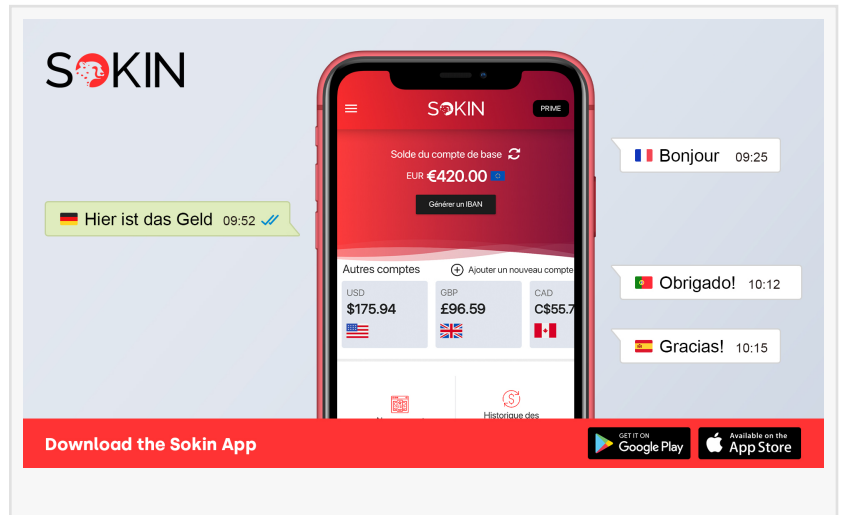 SOKIN
SOKIN
PRIME
Solde du compte de base
EUR €420.00
Générer un IBAN
Bonjour 09:25
Hier ist das Geld 09:52
Autres comptes
Ajouter un nouveau compte
USD
$175.94
GBP
£96.59
CAD
C$55.7
Obrigado! 10:12
Gracias! 10:15
Historique des
Download the Sokin App
GET IT ON
Google Play
Available on the
App Store